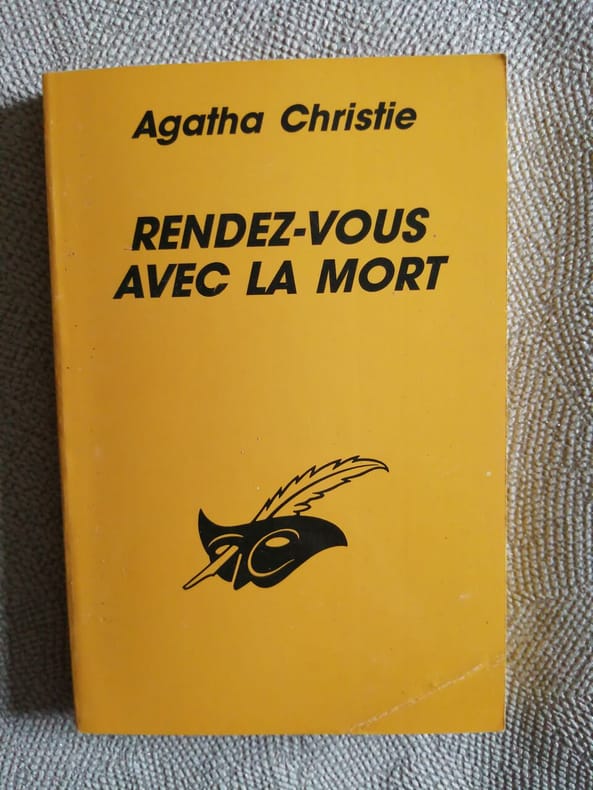 Agatha Christie
RENDEZ-VOUS
AVEC LA MORT